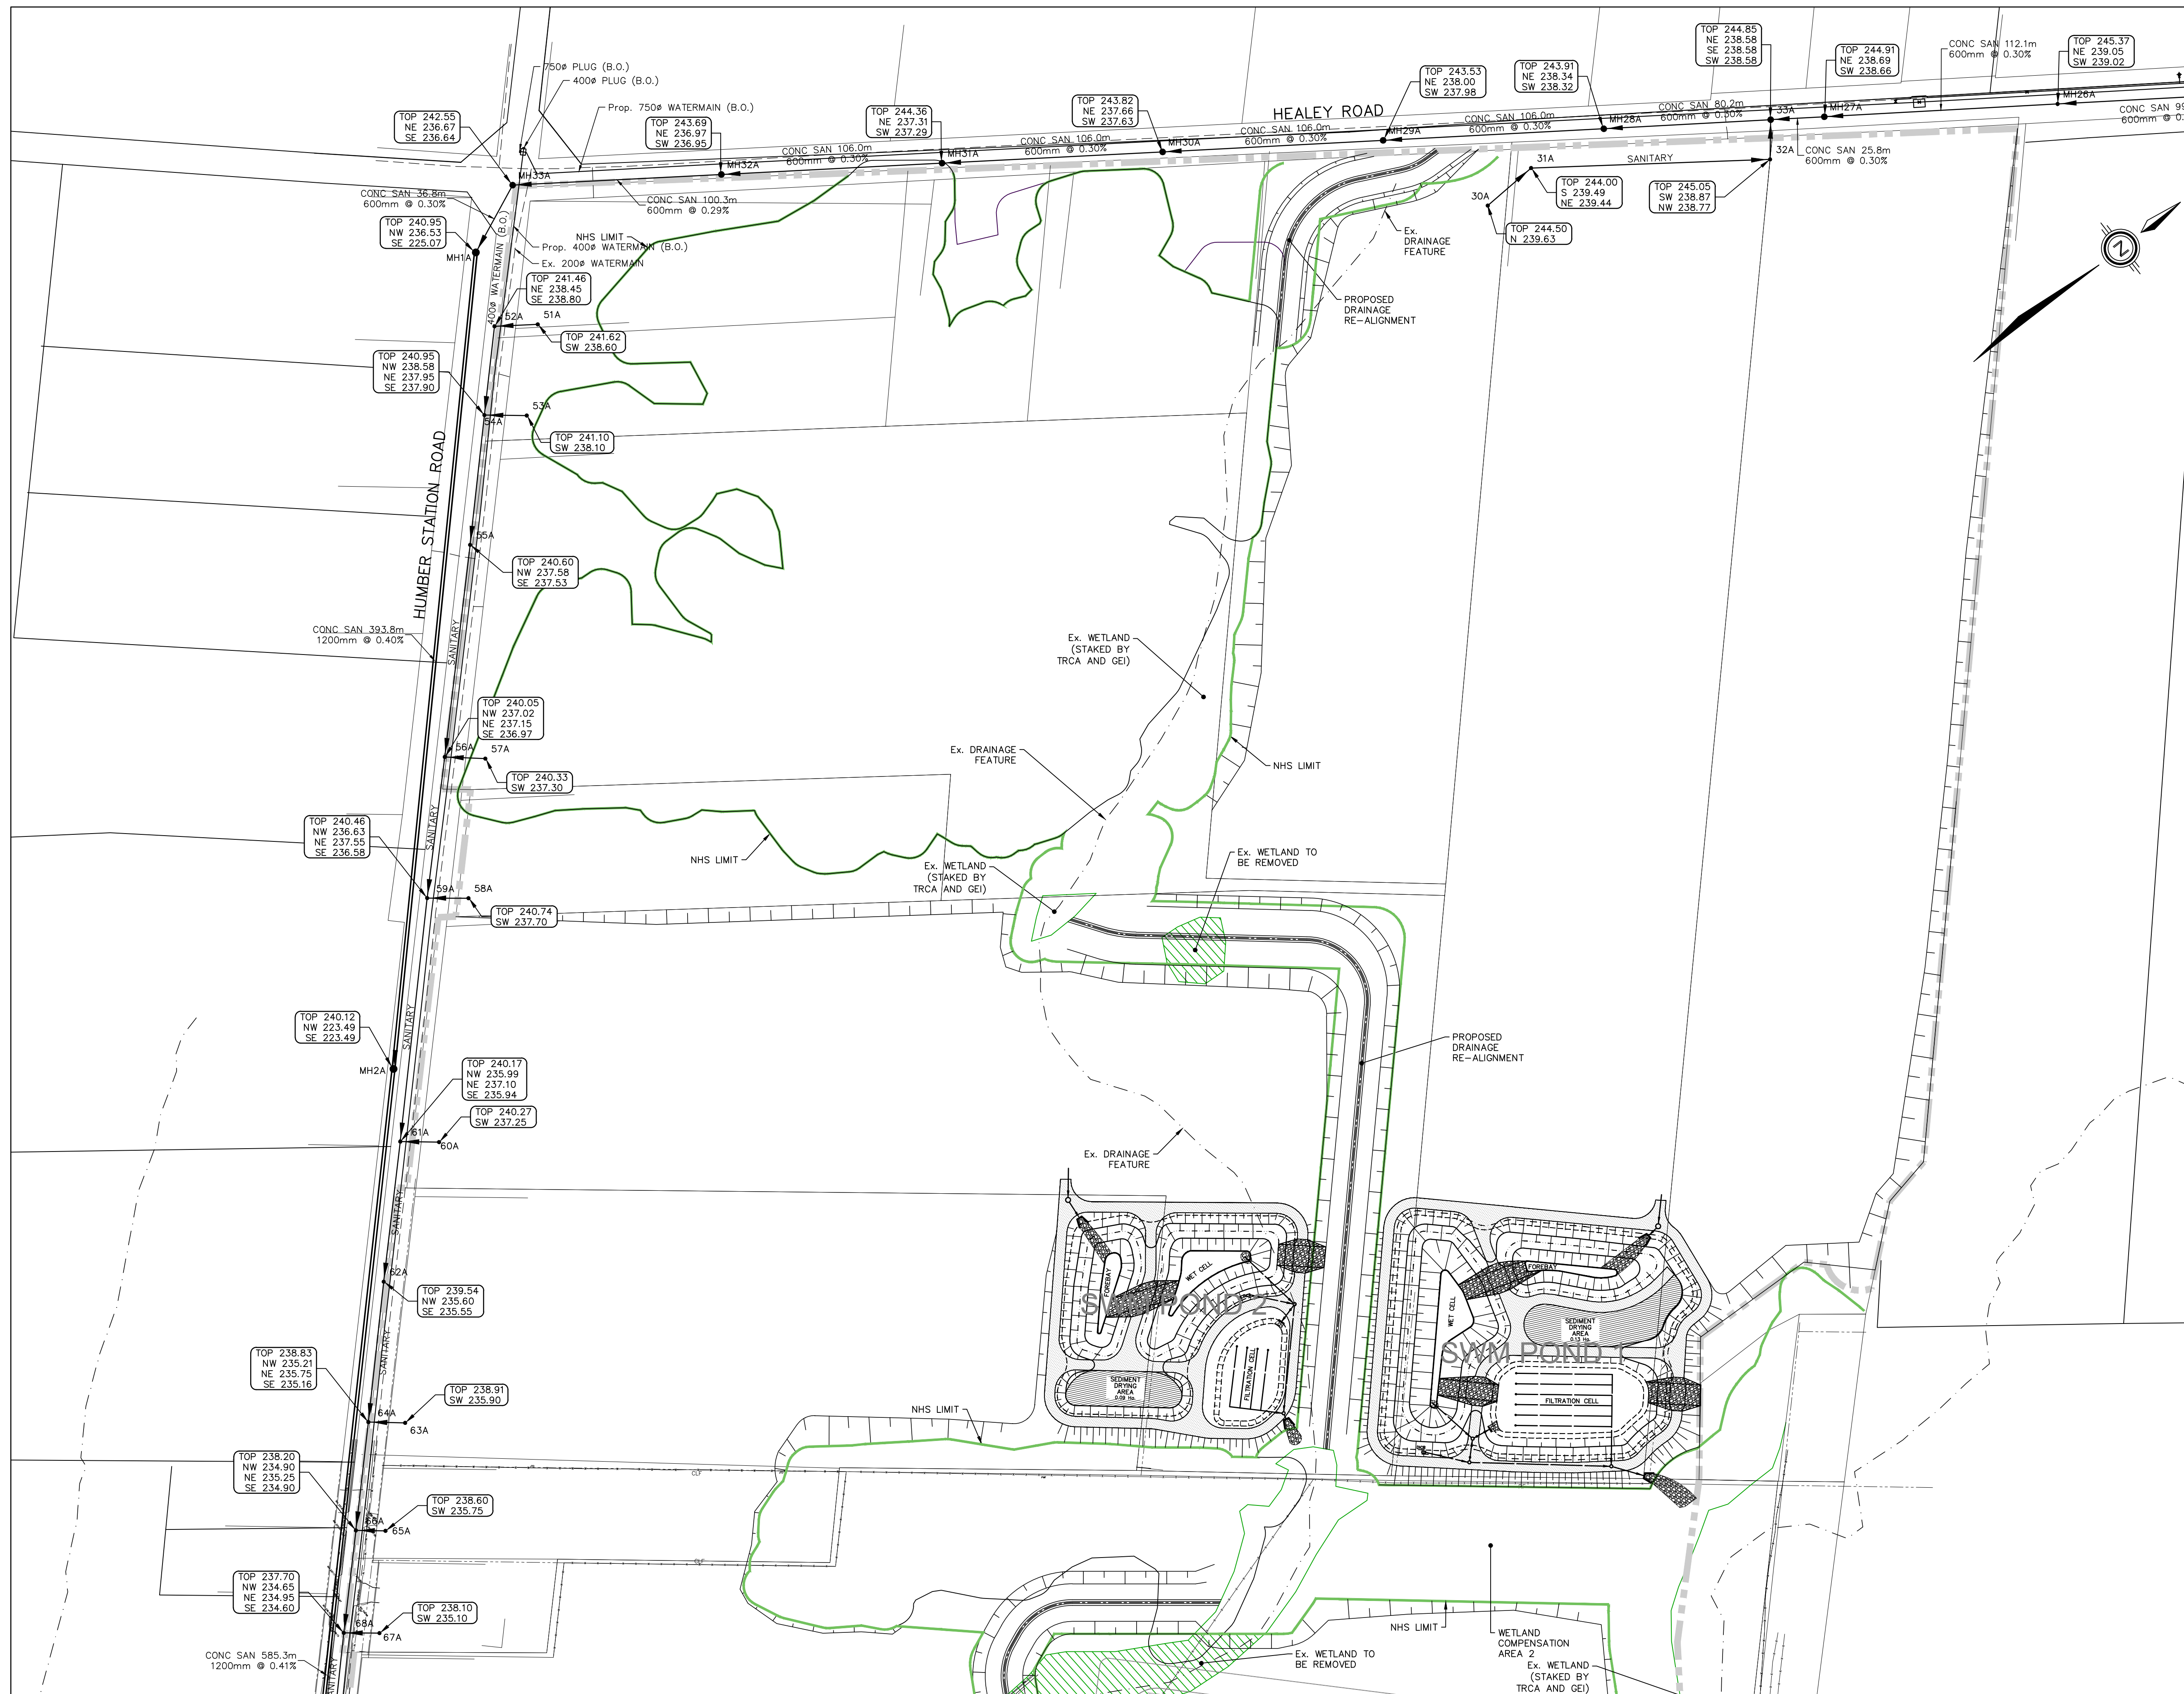 750ø PLUG (B.O.)
400ø PLUG (B.O.)
Prop. 750ø WATERMAIN (B.O.)
TOP 242.55
NE 236.67
SE 236.64
TOP 243.69
NE 236.97
SW 236.95
TOP 244.36
NE 237.31
SW 237.29
TOP 243.82
NE 237.66
SW 237.63
HEALEY ROAD
TOP 243.53
NE 238.00
SW 237.98
TOP 243.91
NE 238.34
SW 238.32
TOP 244.85
NE 238.58
SE 238.58
SW 238.58
TOP 244.91
NE 238.69
SW 238.66
CONC SAN 112.1m
600mm @ 0.30%
TOP 245.37
NE 239.05
SW 239.02
MH33A
MH32A
CONC SAN 106.0m
600mm @ 0.30%
MH31A
CONC SAN 106.0m
600mm @ 0.30%
MH30A
CONC SAN 106.0m
600mm @ 0.30%
MH29A
CONC SAN 106.0m
600mm @ 0.30%
MH28A
CONC SAN 80.2m
600mm @ 0.30%
33A
MH27A
MH26A
CONC SAN 99
600mm @ 0.
CONC SAN 36.8m
600mm @ 0.30%
CONC SAN 100.3m
600mm @ 0.29%
30A
31A
SANITARY
32A
CONC SAN 25.8m
600mm @ 0.30%
TOP 244.00
S 239.49
NE 239.44
TOP 245.05
SW 238.87
NW 238.77
TOP 244.50
N 239.63
TOP 240.95
NW 236.53
SE 225.07
MH1A
NHS LIMIT
Prop. 400ø WATERMAIN (B.O.)
Ex. 200ø WATERMAIN
400ø WATERMAIN (B.O.)
Ex.
DRAINAGE
FEATURE
N
PROPOSED
DRAINAGE
RE-ALIGNMENT
TOP 241.46
NE 238.45
SE 238.80
52A
51A
TOP 241.62
SW 238.60
TOP 240.95
NW 238.58
NE 237.95
SE 237.90
53A
54A
TOP 241.10
SW 238.10
HUMBER STATION ROAD
55A
TOP 240.60
NW 237.58
SE 237.53
CONC SAN 393.8m
1200mm @ 0.40%
SANITARY
Ex. WETLAND
(STAKED BY
TRCA AND GEI)
TOP 240.05
NW 237.02
NE 237.15
SE 236.97
56A
57A
TOP 240.33
SW 237.30
Ex. DRAINAGE
FEATURE
NHS LIMIT
TOP 240.46
NW 236.63
NE 237.55
SE 236.58
SANITARY
NHS LIMIT
Ex. WETLAND
(STAKED BY
TRCA AND GEI)
Ex. WETLAND TO
BE REMOVED
59A
58A
TOP 240.74
SW 237.70
TOP 240.12
NW 223.49
SE 223.49
SANITARY
MH2A
TOP 240.17
NW 235.99
NE 237.10
SE 235.94
TOP 240.27
SW 237.25
61A
60A
PROPOSED
DRAINAGE
RE-ALIGNMENT
Ex. DRAINAGE
FEATURE
SANITARY
62A
TOP 239.54
NW 235.60
SE 235.55
SANITARY
FOREBAY
WET CELL
SWM POND 2
FILTRATION CELL
SEDIMENT
DRYING
AREA
0.09 Ha.
WET CELL
FOREBAY
SEDIMENT
DRYING
AREA
0.13 Ha.
SWM POND 1
FILTRATION CELL
TOP 238.83
NW 235.21
NE 235.75
SE 235.16
TOP 238.91
SW 235.90
64A
63A
NHS LIMIT
TOP 238.20
NW 234.90
NE 235.25
SE 234.90
CLF
TOP 238.60
SW 235.75
66A
65A
CLF
TOP 237.70
NW 234.65
NE 234.95
SE 234.60
TOP 238.10
SW 235.10
68A
67A
CONC SAN 585.3m
1200mm @ 0.41%
SANITARY
NHS LIMIT
WETLAND
COMPENSATION
AREA 2
Ex. WETLAND TO
BE REMOVED
Ex. WETLAND
(STAKED BY
TRCA AND GEI)